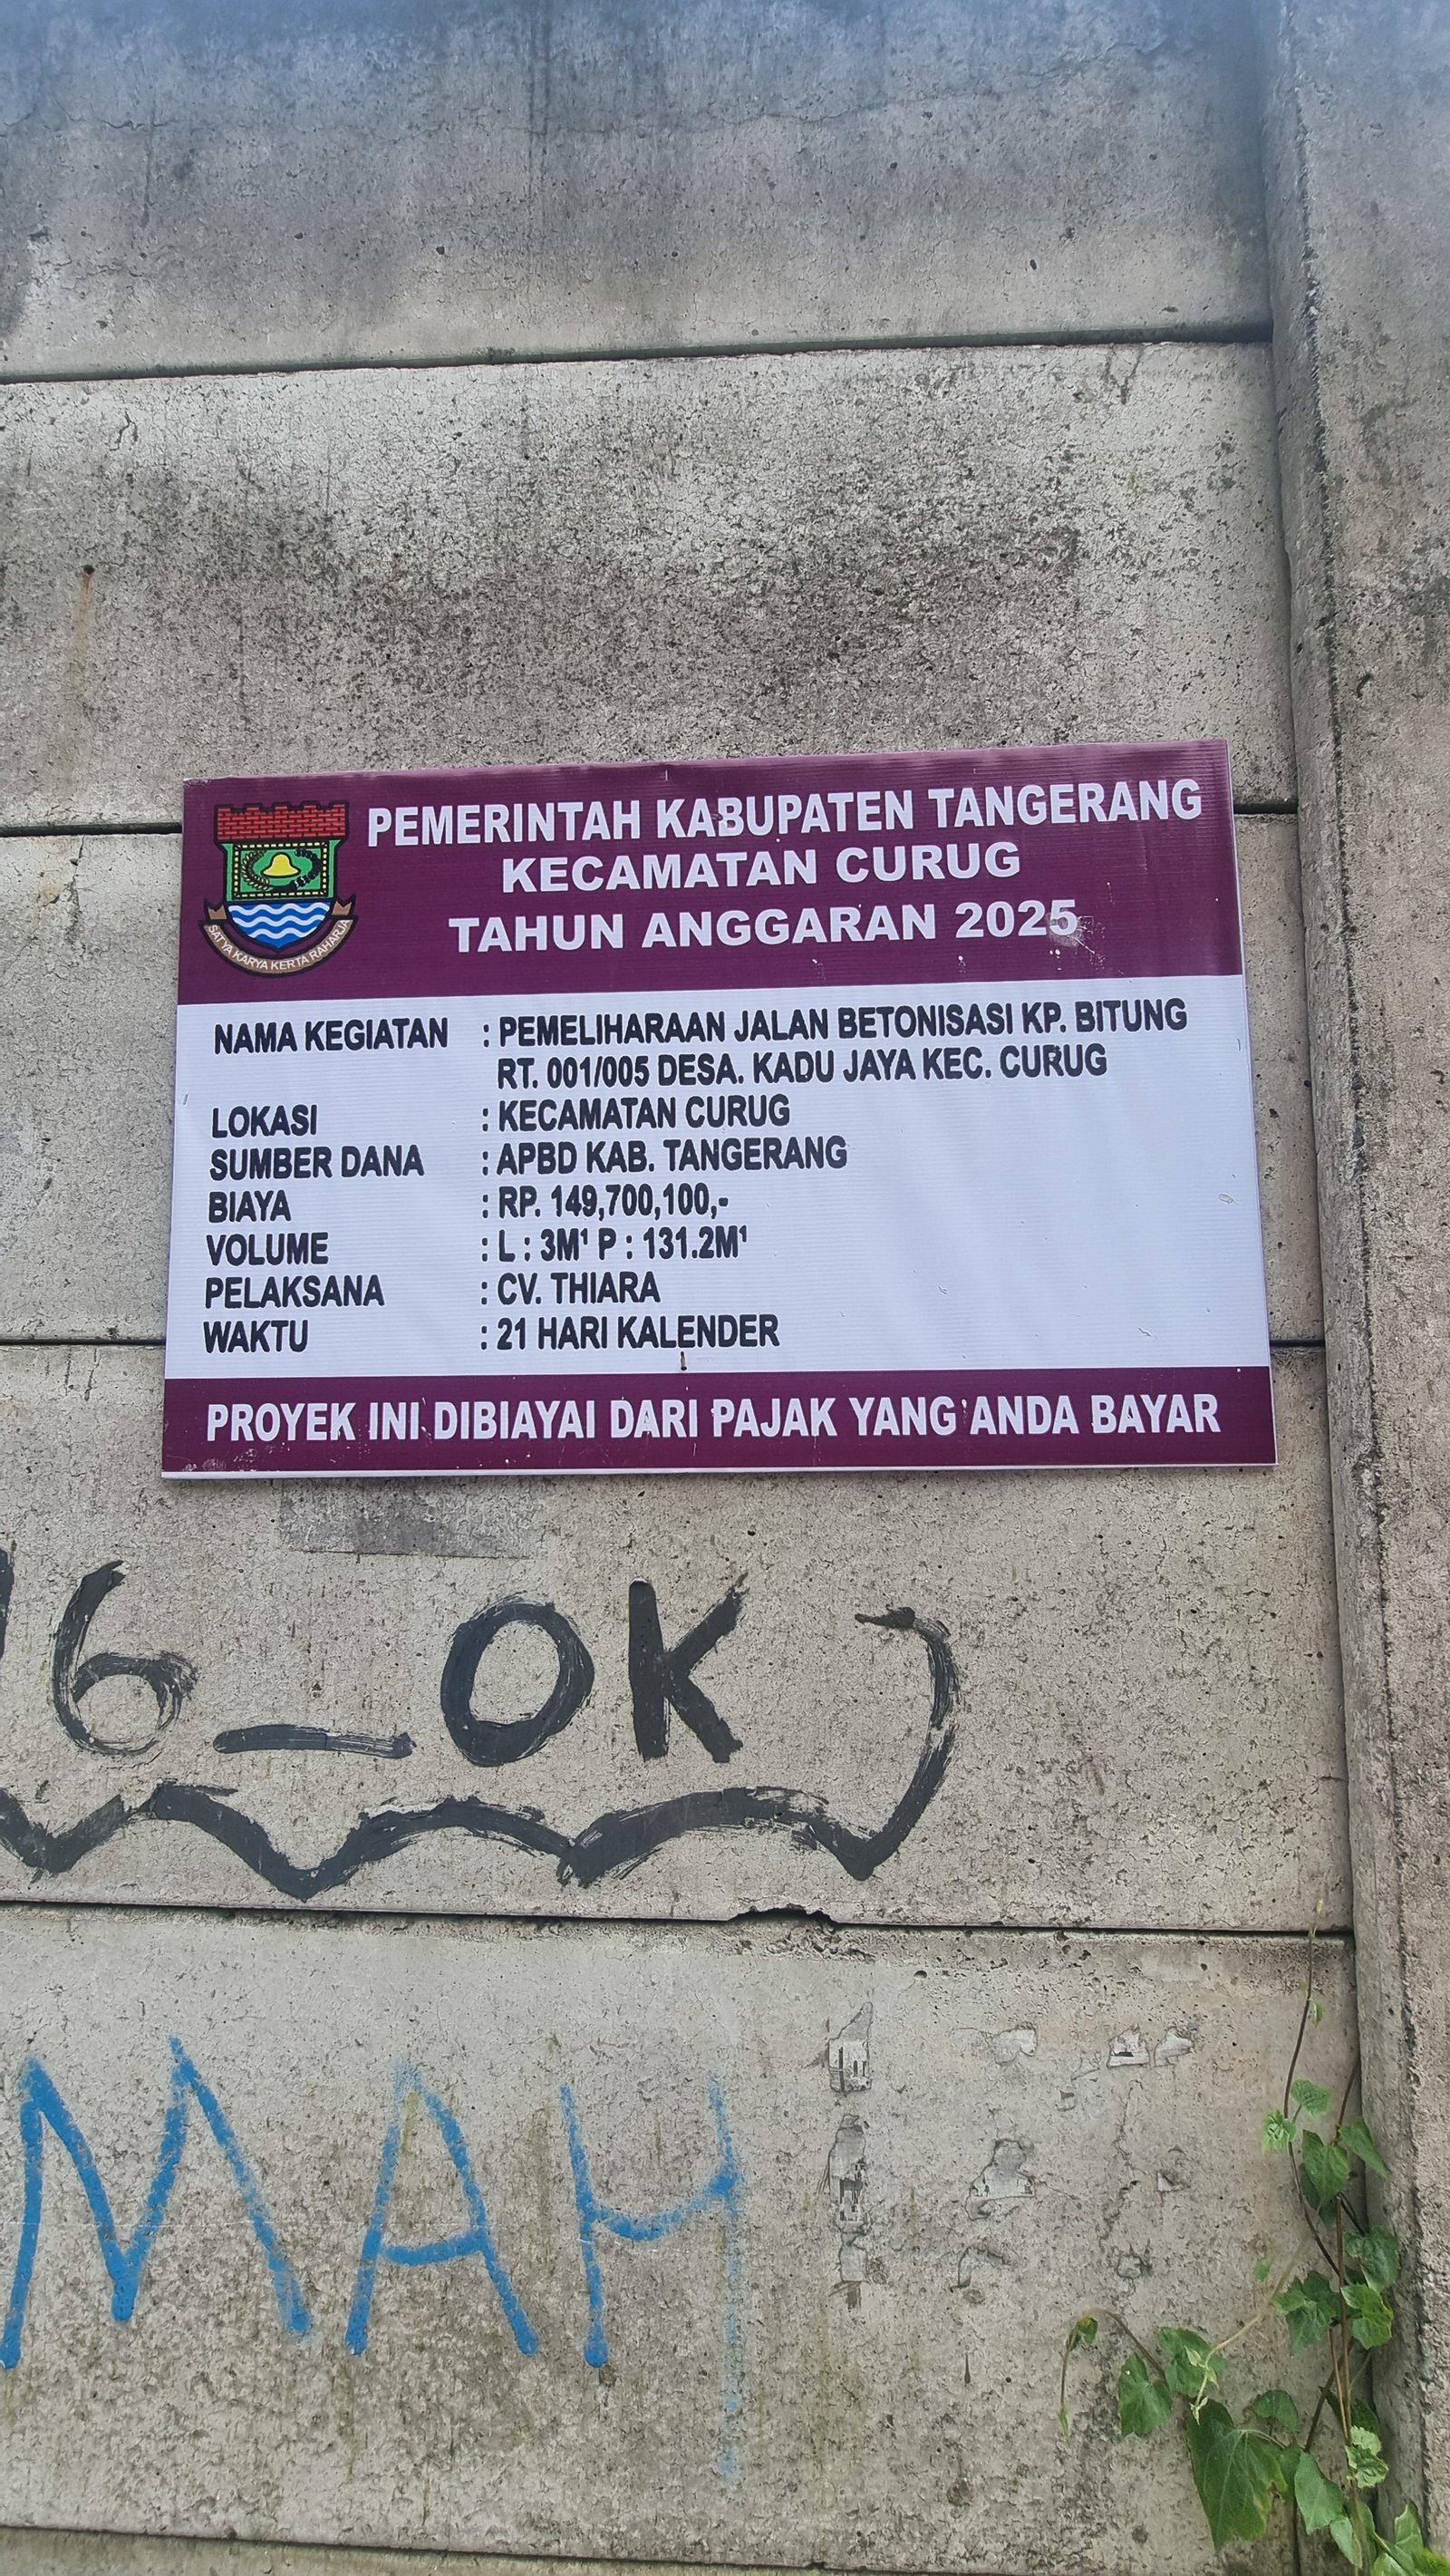 PEMERINTAH KABUPATEN TANGERANG
KECAMATAN CURUG
TAHUN ANGGARAN 2025
SATYA KARYA KERTA RAHARJA
NAMA KEGIATAN : PEMELIHARAAN JALAN BETONISASI KP. BITUNG
RT. 001/005 DESA. KADU JAYA KEC. CURUG
LOKASI : KECAMATAN CURUG
SUMBER DANA : APBD KAB. TANGERANG
BIAYA : RP. 149,700,100,-
VOLUME : L : 3M¹ P : 131.2M¹
PELAKSANA : CV. THIARA
WAKTU : 21 HARI KALENDER
PROYEK INI DIBIAYAI DARI PAJAK YANG ANDA BAYAR
6_OK
MAH